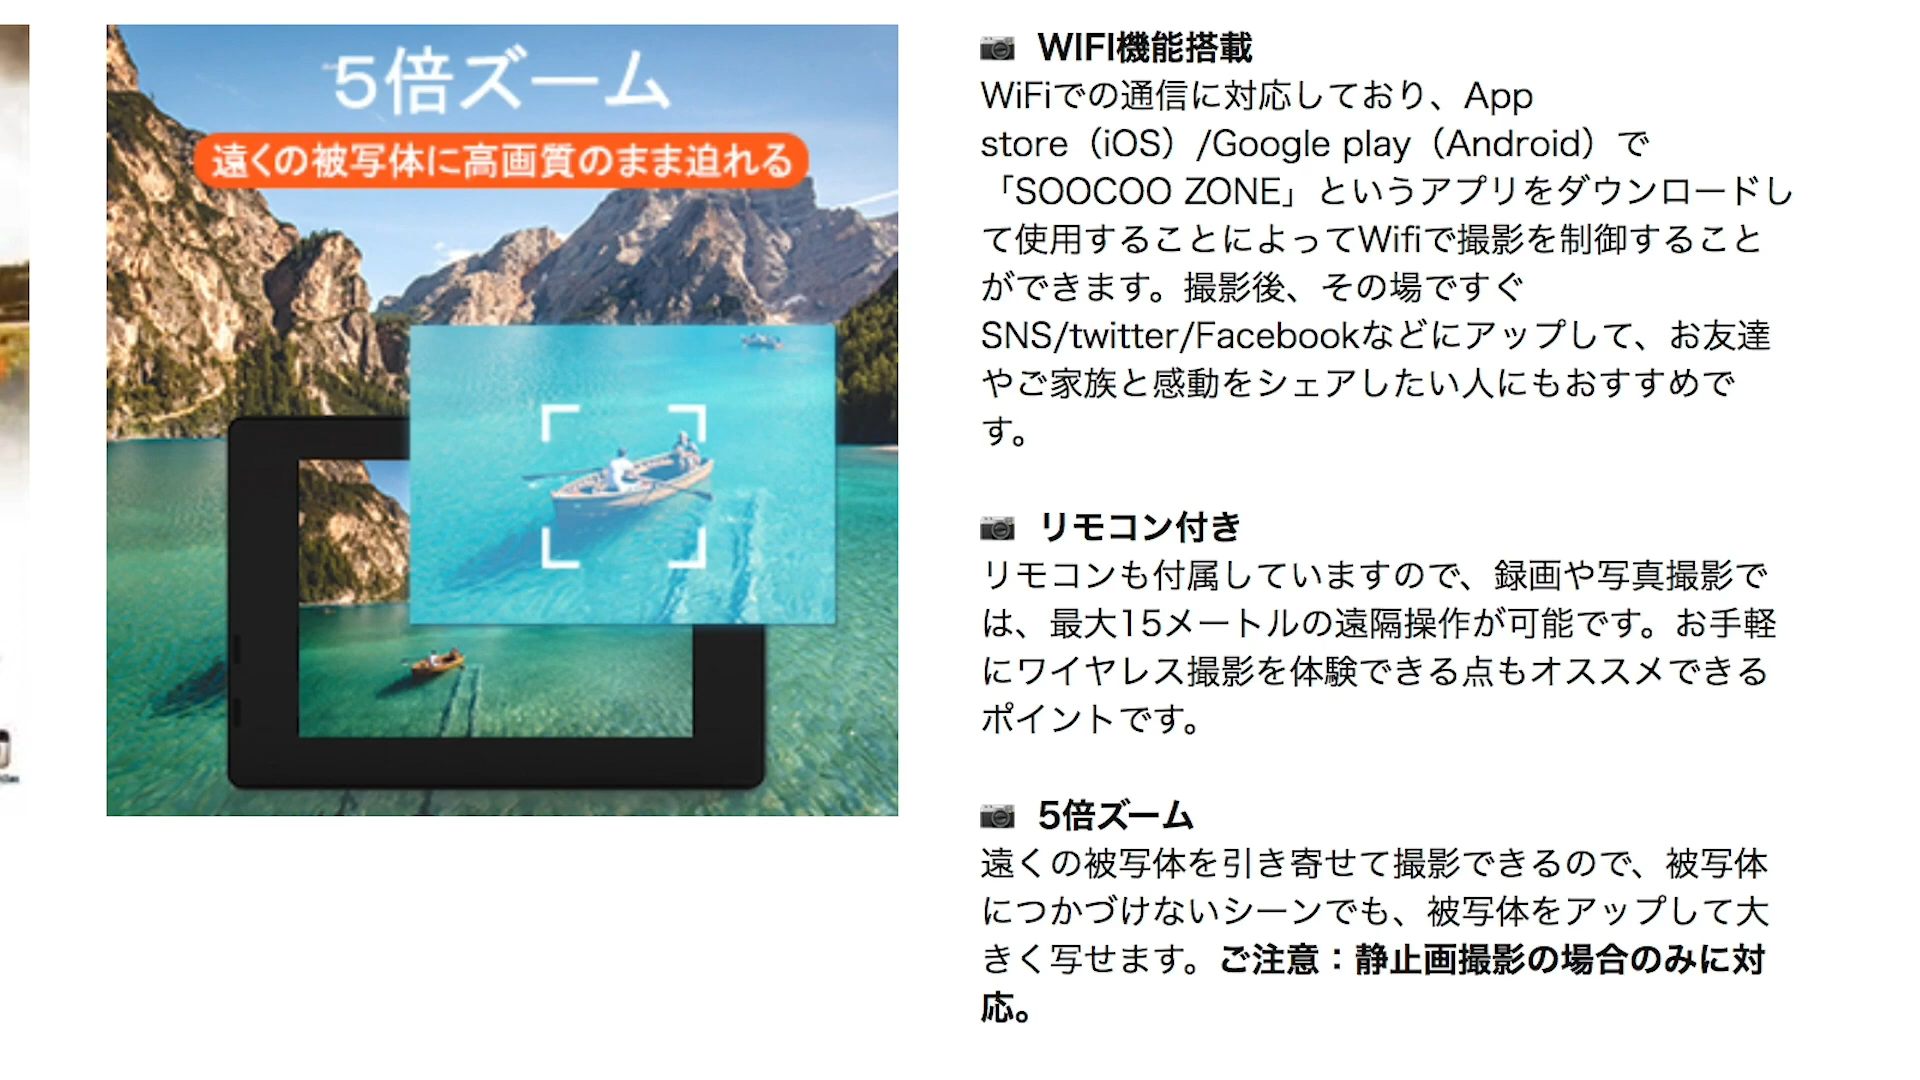 5倍ズーム
遠くの被写体に高画質のまま迫れる
WIFI機能搭載
WiFiでの通信に対応しており、App
store（iOS）/Google play（Android）で
「SOOCOO ZONE」というアプリをダウンロードし
て使用することによってWifiで撮影を制御すること
ができます。撮影後、その場ですぐ
SNS/twitter/Facebookなどにアップして、お友達
やご家族と感動をシェアしたい人にもおすすめで
す。
リモコン付き
リモコンも付属していますので、録画や写真撮影で
は、最大15メートルの遠隔操作が可能です。お手軽
にワイヤレス撮影を体験できる点もオススメできる
ポイントです。
5倍ズーム
遠くの被写体を引き寄せて撮影できるので、被写体
につかづけないシーンでも、被写体をアップして大
きく写せます。ご注意：静止画撮影の場合のみに対
応。